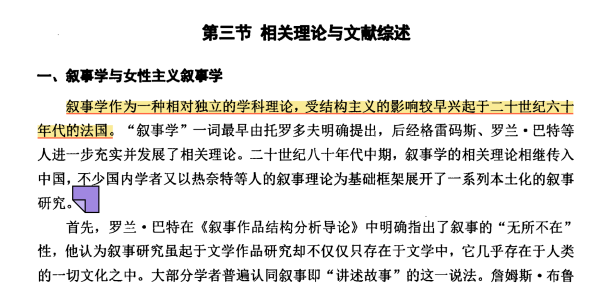 第三节 相关理论与文献综述
一、叙事学与女性主义叙事学
叙事学作为一种相对独立的学科理论，受结构主义的影响较早兴起于二十世纪六十
年代的法国。“叙事学”一词最早由托罗多夫明确提出，后经格雷码斯、罗兰·巴特等
人进一步充实并发展了相关理论。二十世纪八十年代中期，叙事学的相关理论相继传入
中国，不少国内学者又以热奈特等人的叙事理论为基础框架展开了一系列本土化的叙事
研究。
首先，罗兰·巴特在《叙事作品结构分析导论》中明确指出了叙事的“无所不在”
性，他认为叙事研究虽起于文学作品研究却不仅仅只存在于文学中，它几乎存在于人类
的一切文化之中。大部分学者普遍认同叙事即“讲述故事”的这一说法。詹姆斯·布鲁